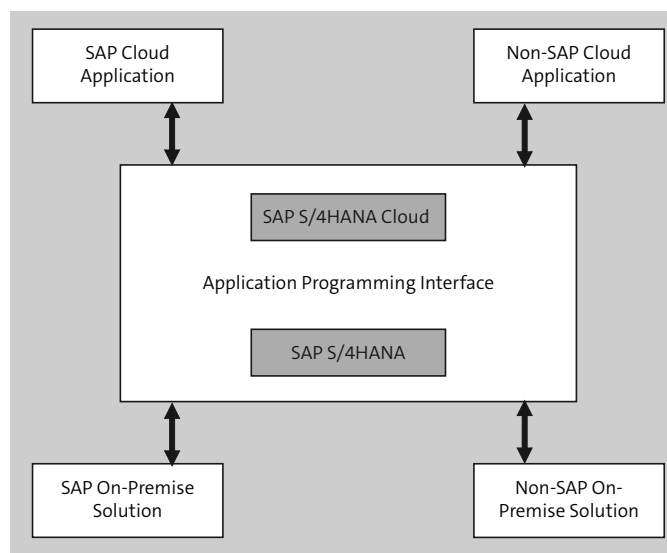 SAP Cloud
Application
Non-SAP Cloud
Application
SAP S/4HANA Cloud
Application Programming Interface
SAP S/4HANA
SAP On-Premise
Solution
Non-SAP On-
Premise Solution